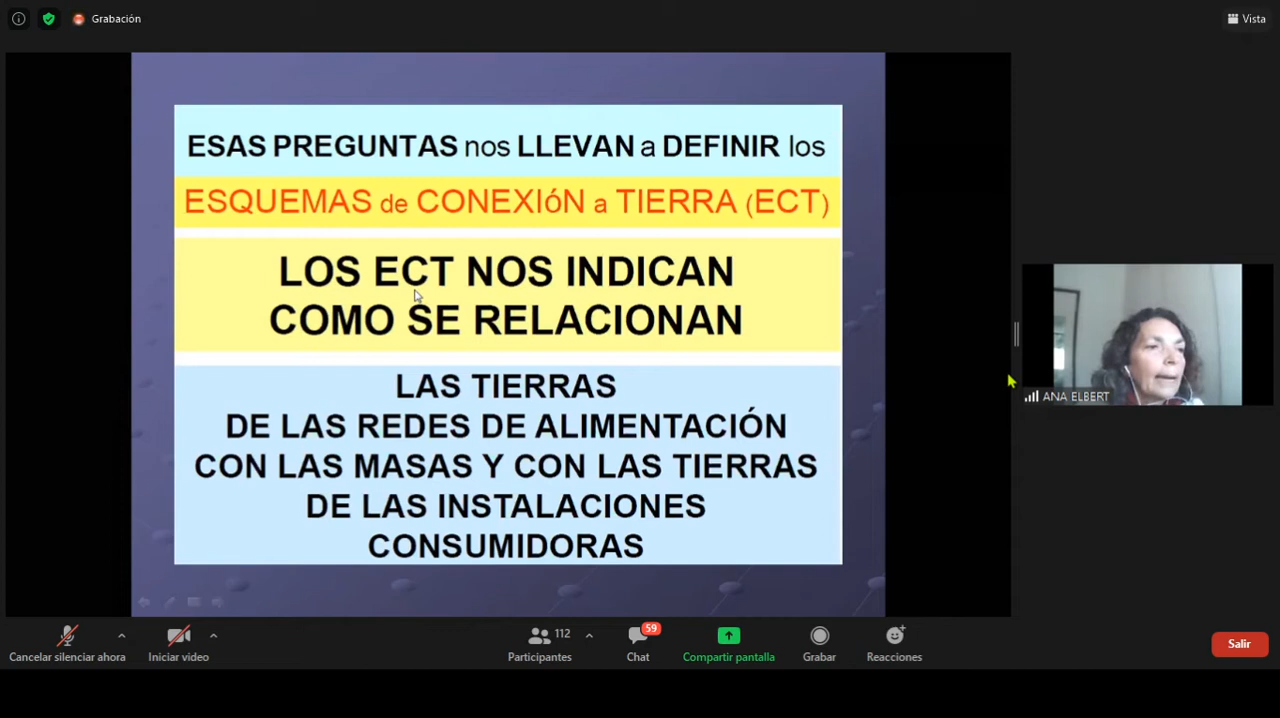 Grabación
Vista
ESAS PREGUNTAS nos LLEVAN a DEFINIR los
ESQUEMAS de CONEXIóN a TIERRA (ECT)
LOS ECT NOS INDICAN
COMO SE RELACIONAN
LAS TIERRAS
DE LAS REDES DE ALIMENTACIÓN
CON LAS MASAS Y CON LAS TIERRAS
DE LAS INSTALACIONES
CONSUMIDORAS
ANA ELBERT
Cancelar silenciar ahora
Iniciar video
112
Participantes
59
Chat
Compartir pantalla
Grabar
Reacciones
Salir